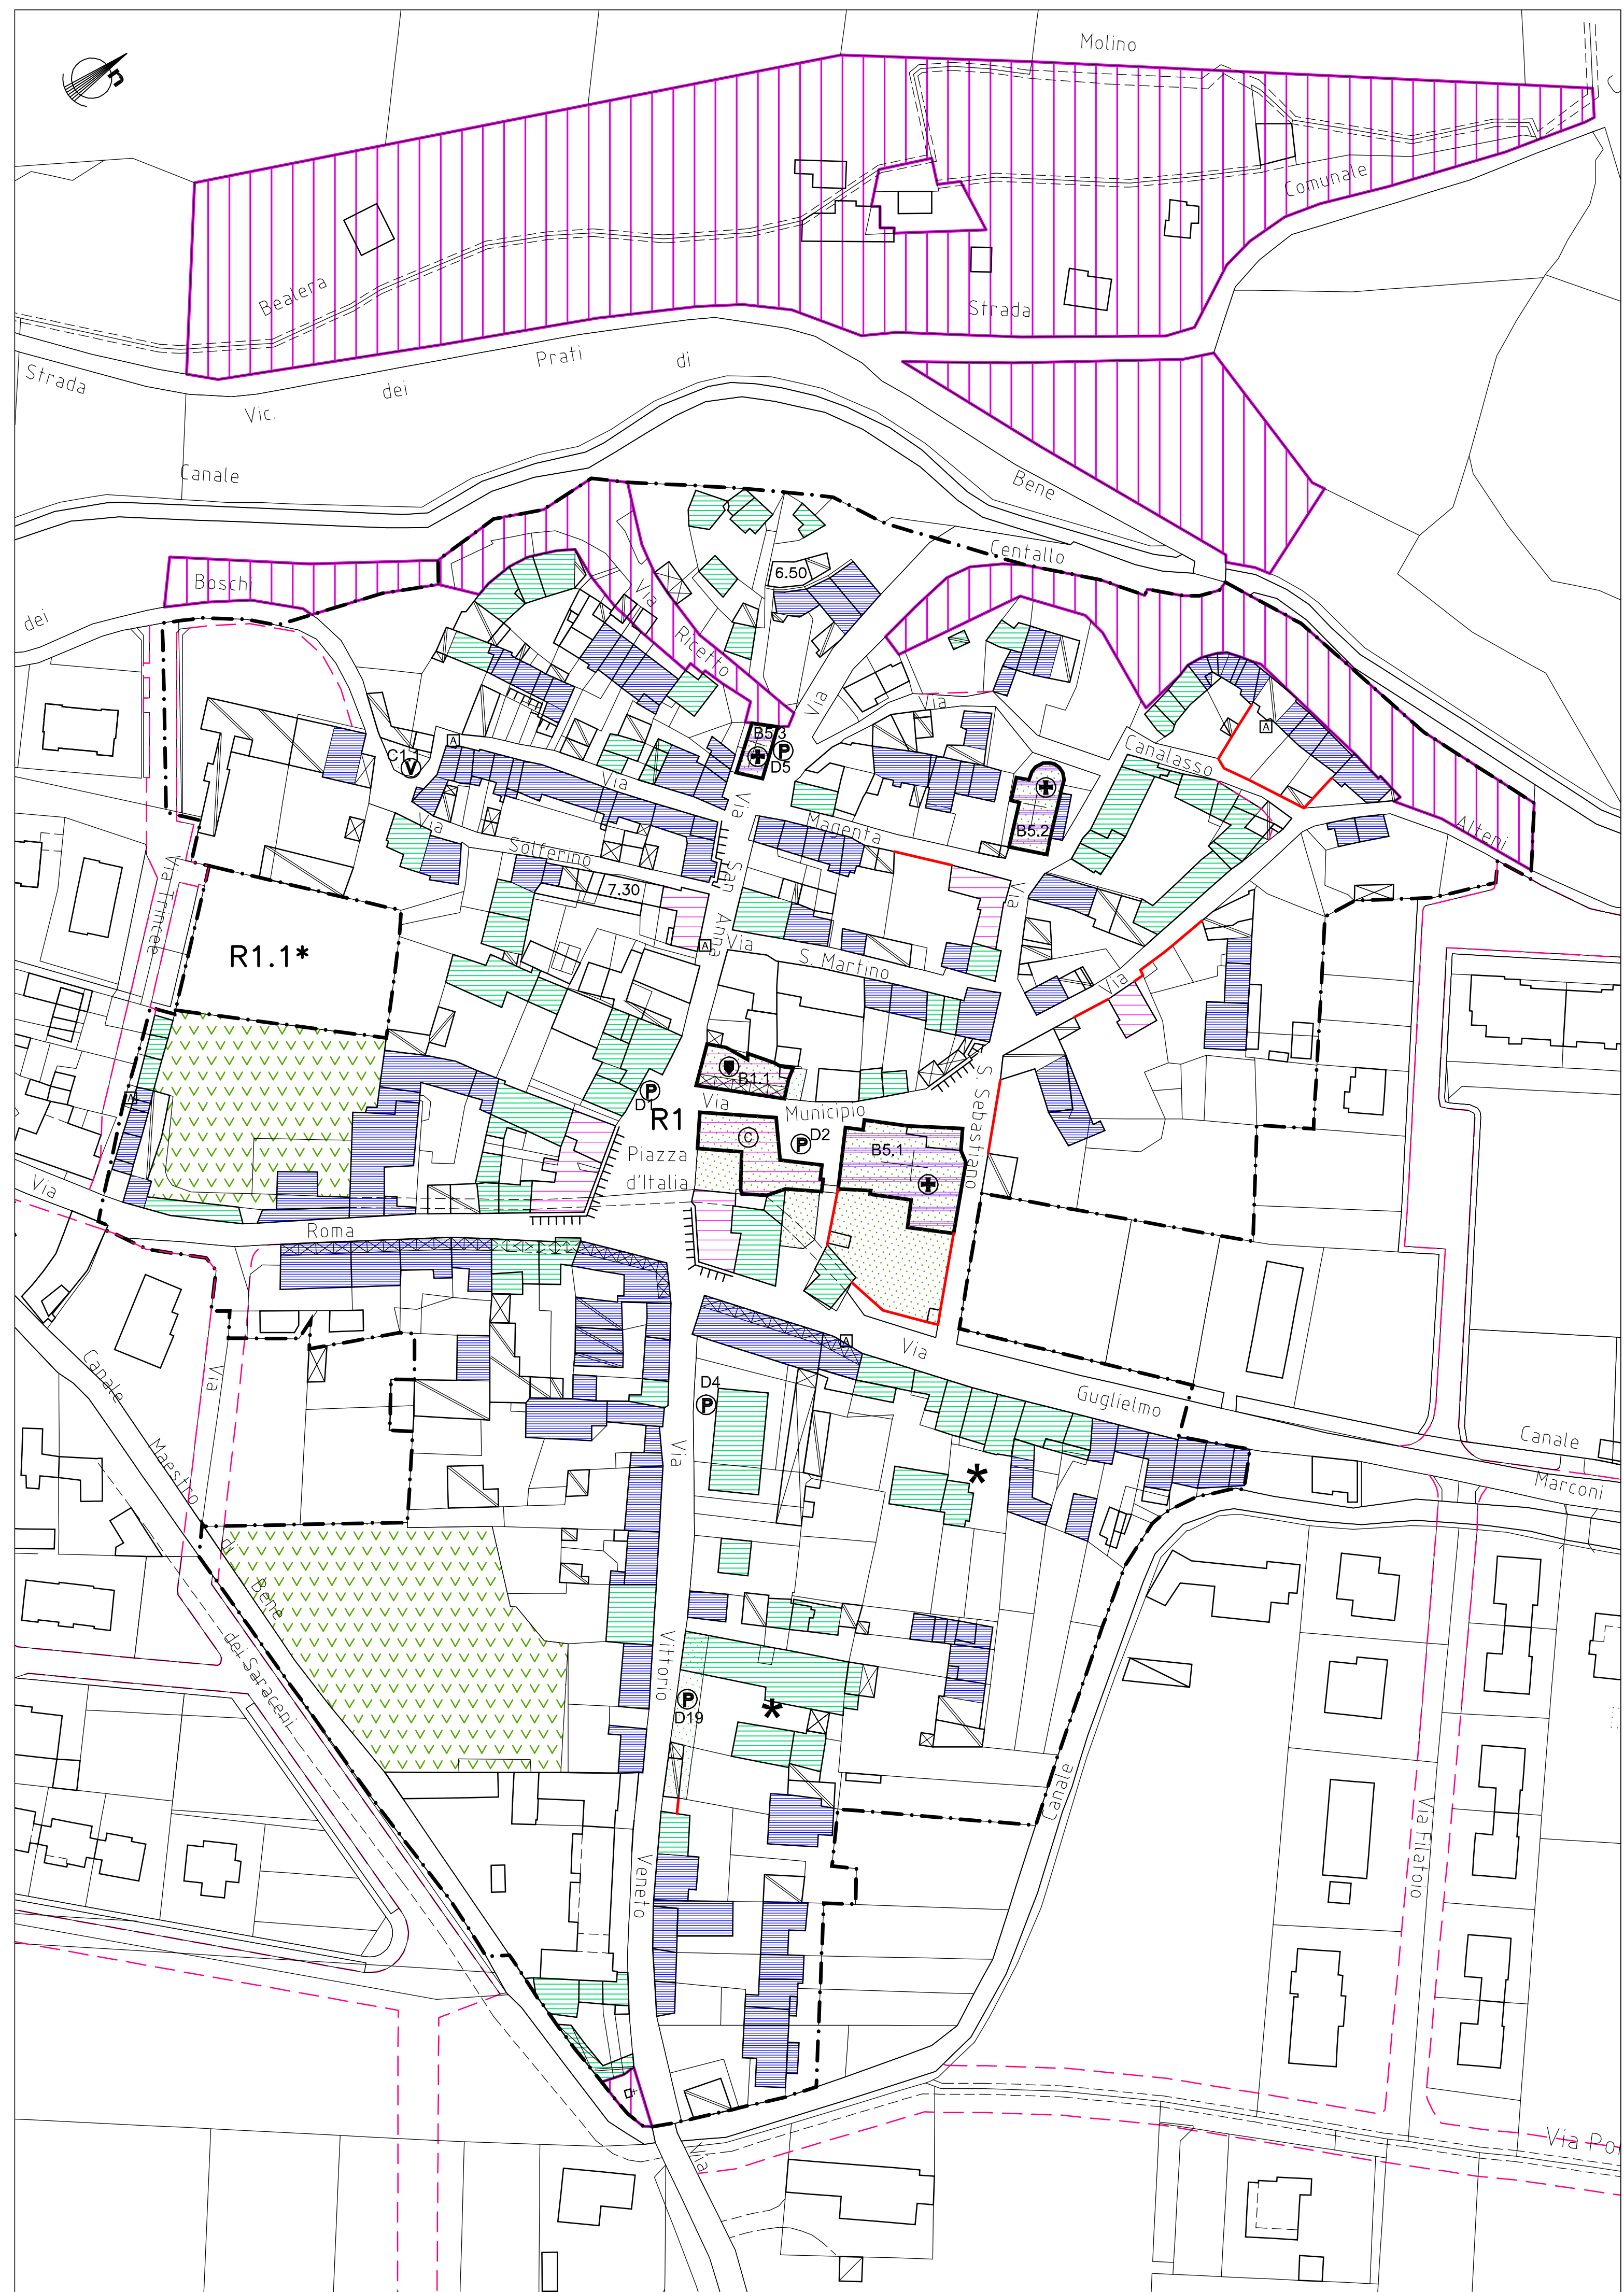 Molino
Comunale
Bealera
Strada
Prati
di
Strada
dei
Vic.
Canale
Bene
Centallo
6.50
Boschi
dei
Via
Ricetto
Via
Via
B5.3
P
D5
A
A
C1.1
V
Canalasso
Via
Via
Magenta
B5.2
Alteni
Via
Solferino
7.30
San Anna
Via
Via Trincee
A
Via
S. Martino
R1.1*
Via
B1.1
P
D1
R1
Via
Municipio
A
C
P
D2
B5.1
S. Sebastiano
Piazza
d'Italia
Via
Roma
A
Via
D4
P
Guglielmo
Canale
Marconi
Canale
Via
Maestro
Via
*
di
Bene
dei Saraceni
Vittorio
P
D19
*
Canale
Via Filatoio
Veneto
Via Po
Via